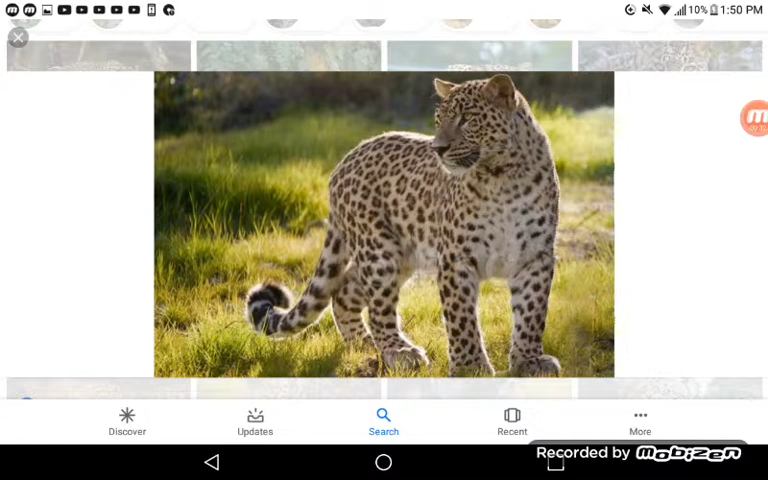 10% 1:50 PM
Discover
Updates
Search
Recent
More
Recorded by mobizen